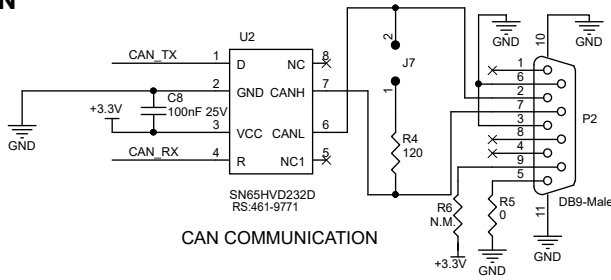 N
U2
GND
GND
10
CAN_TX
1
D
NC
8
2
J7
1
6
2
GND
CANH
7
C8
100nF 25V
+3.3V
2
7
3
P2
3
VCC
CANL
6
1
R4
120
8
4
9
GND
CAN_RX
4
R
NC1
5
5
SN65HVD232D
RS:461-9771
R6
N.M.
R5
0
11
DB9-Male
CAN COMMUNICATION
+3.3V
GND
GND